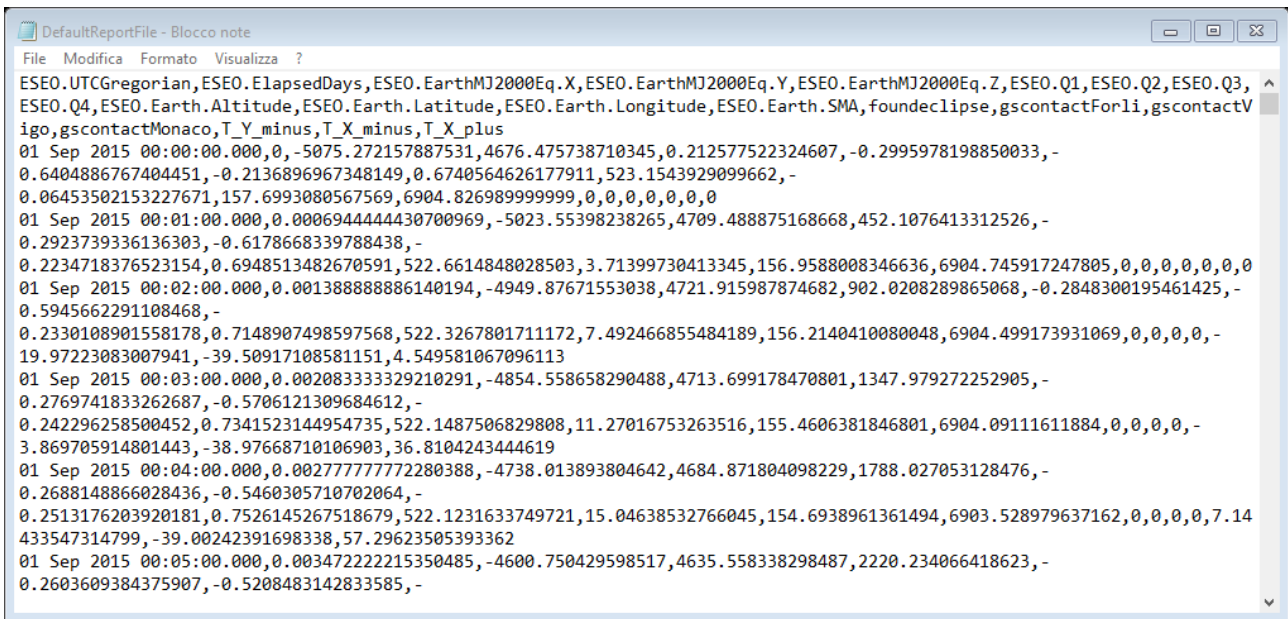 DefaultReportFile - Blocco note
File Modifica Formato Visualizza ?
ESEO.UTCGregorian,ESEO.ElapsedDays,ESEO.EarthMJ2000Eq.X,ESEO.EarthMJ2000Eq.Y,ESEO.EarthMJ2000Eq.Z,ESEO.Q1,ESEO.Q2,ESEO.Q3,
ESEO.Q4,ESEO.Earth.Altitude,ESEO.Earth.Latitude,ESEO.Earth.Longitude,ESEO.Earth.SMA,foundeclipse,gscontactForli,gscontactV
igo,gscontactMonaco,T_Y_minus,T_X_minus,T_X_plus
01 Sep 2015 00:00:00.000,0,-5075.272157887531,4676.475738710345,0.212577522324607,-0.2995978198850033,-
0.6404886767404451,-0.2136896967348149,0.6740564626177911,523.1543929099662,-
0.06453502153227671,157.6993080567569,6904.826989999999,0,0,0,0,0,0,0
01 Sep 2015 00:01:00.000,0.0006944444430700969,-5023.55398238265,4709.488875168668,452.1076413312526,-
0.2923739336136303,-0.6178668339788438,-
0.2234718376523154,0.6948513482670591,522.6614848028503,3.71399730413345,156.9588008346636,6904.745917247805,0,0,0,0,0,0,0
01 Sep 2015 00:02:00.000,0.001388888886140194,-4949.87671553038,4721.915987874682,902.0208289865068,-0.2848300195461425,-
0.5945662291108468,-
0.2330108901558178,0.7148907498597568,522.3267801711172,7.492466855484189,156.2140410080048,6904.499173931069,0,0,0,0,-
19.97223083007941,-39.50917108581151,4.549581067096113
01 Sep 2015 00:03:00.000,0.002083333329210291,-4854.558658290488,4713.699178470801,1347.979272252905,-
0.2769741833262687,-0.5706121309684612,-
0.242296258500452,0.7341523144954735,522.1487506829808,11.27016753263516,155.4606381846801,6904.09111611884,0,0,0,0,-
3.869705914801443,-38.97668710106903,36.8104243444619
01 Sep 2015 00:04:00.000,0.002777777772280388,-4738.013893804642,4684.871804098229,1788.027053128476,-
0.2688148866028436,-0.5460305710702064,-
0.2513176203920181,0.7526145267518679,522.1231633749721,15.04638532766045,154.6938961361494,6903.528979637162,0,0,0,0,7.14
433547314799,-39.00242391698338,57.29623505393362
01 Sep 2015 00:05:00.000,0.003472222215350485,-4600.750429598517,4635.558338298487,2220.234066418623,-
0.2603609384375907,-0.5208483142833585,-